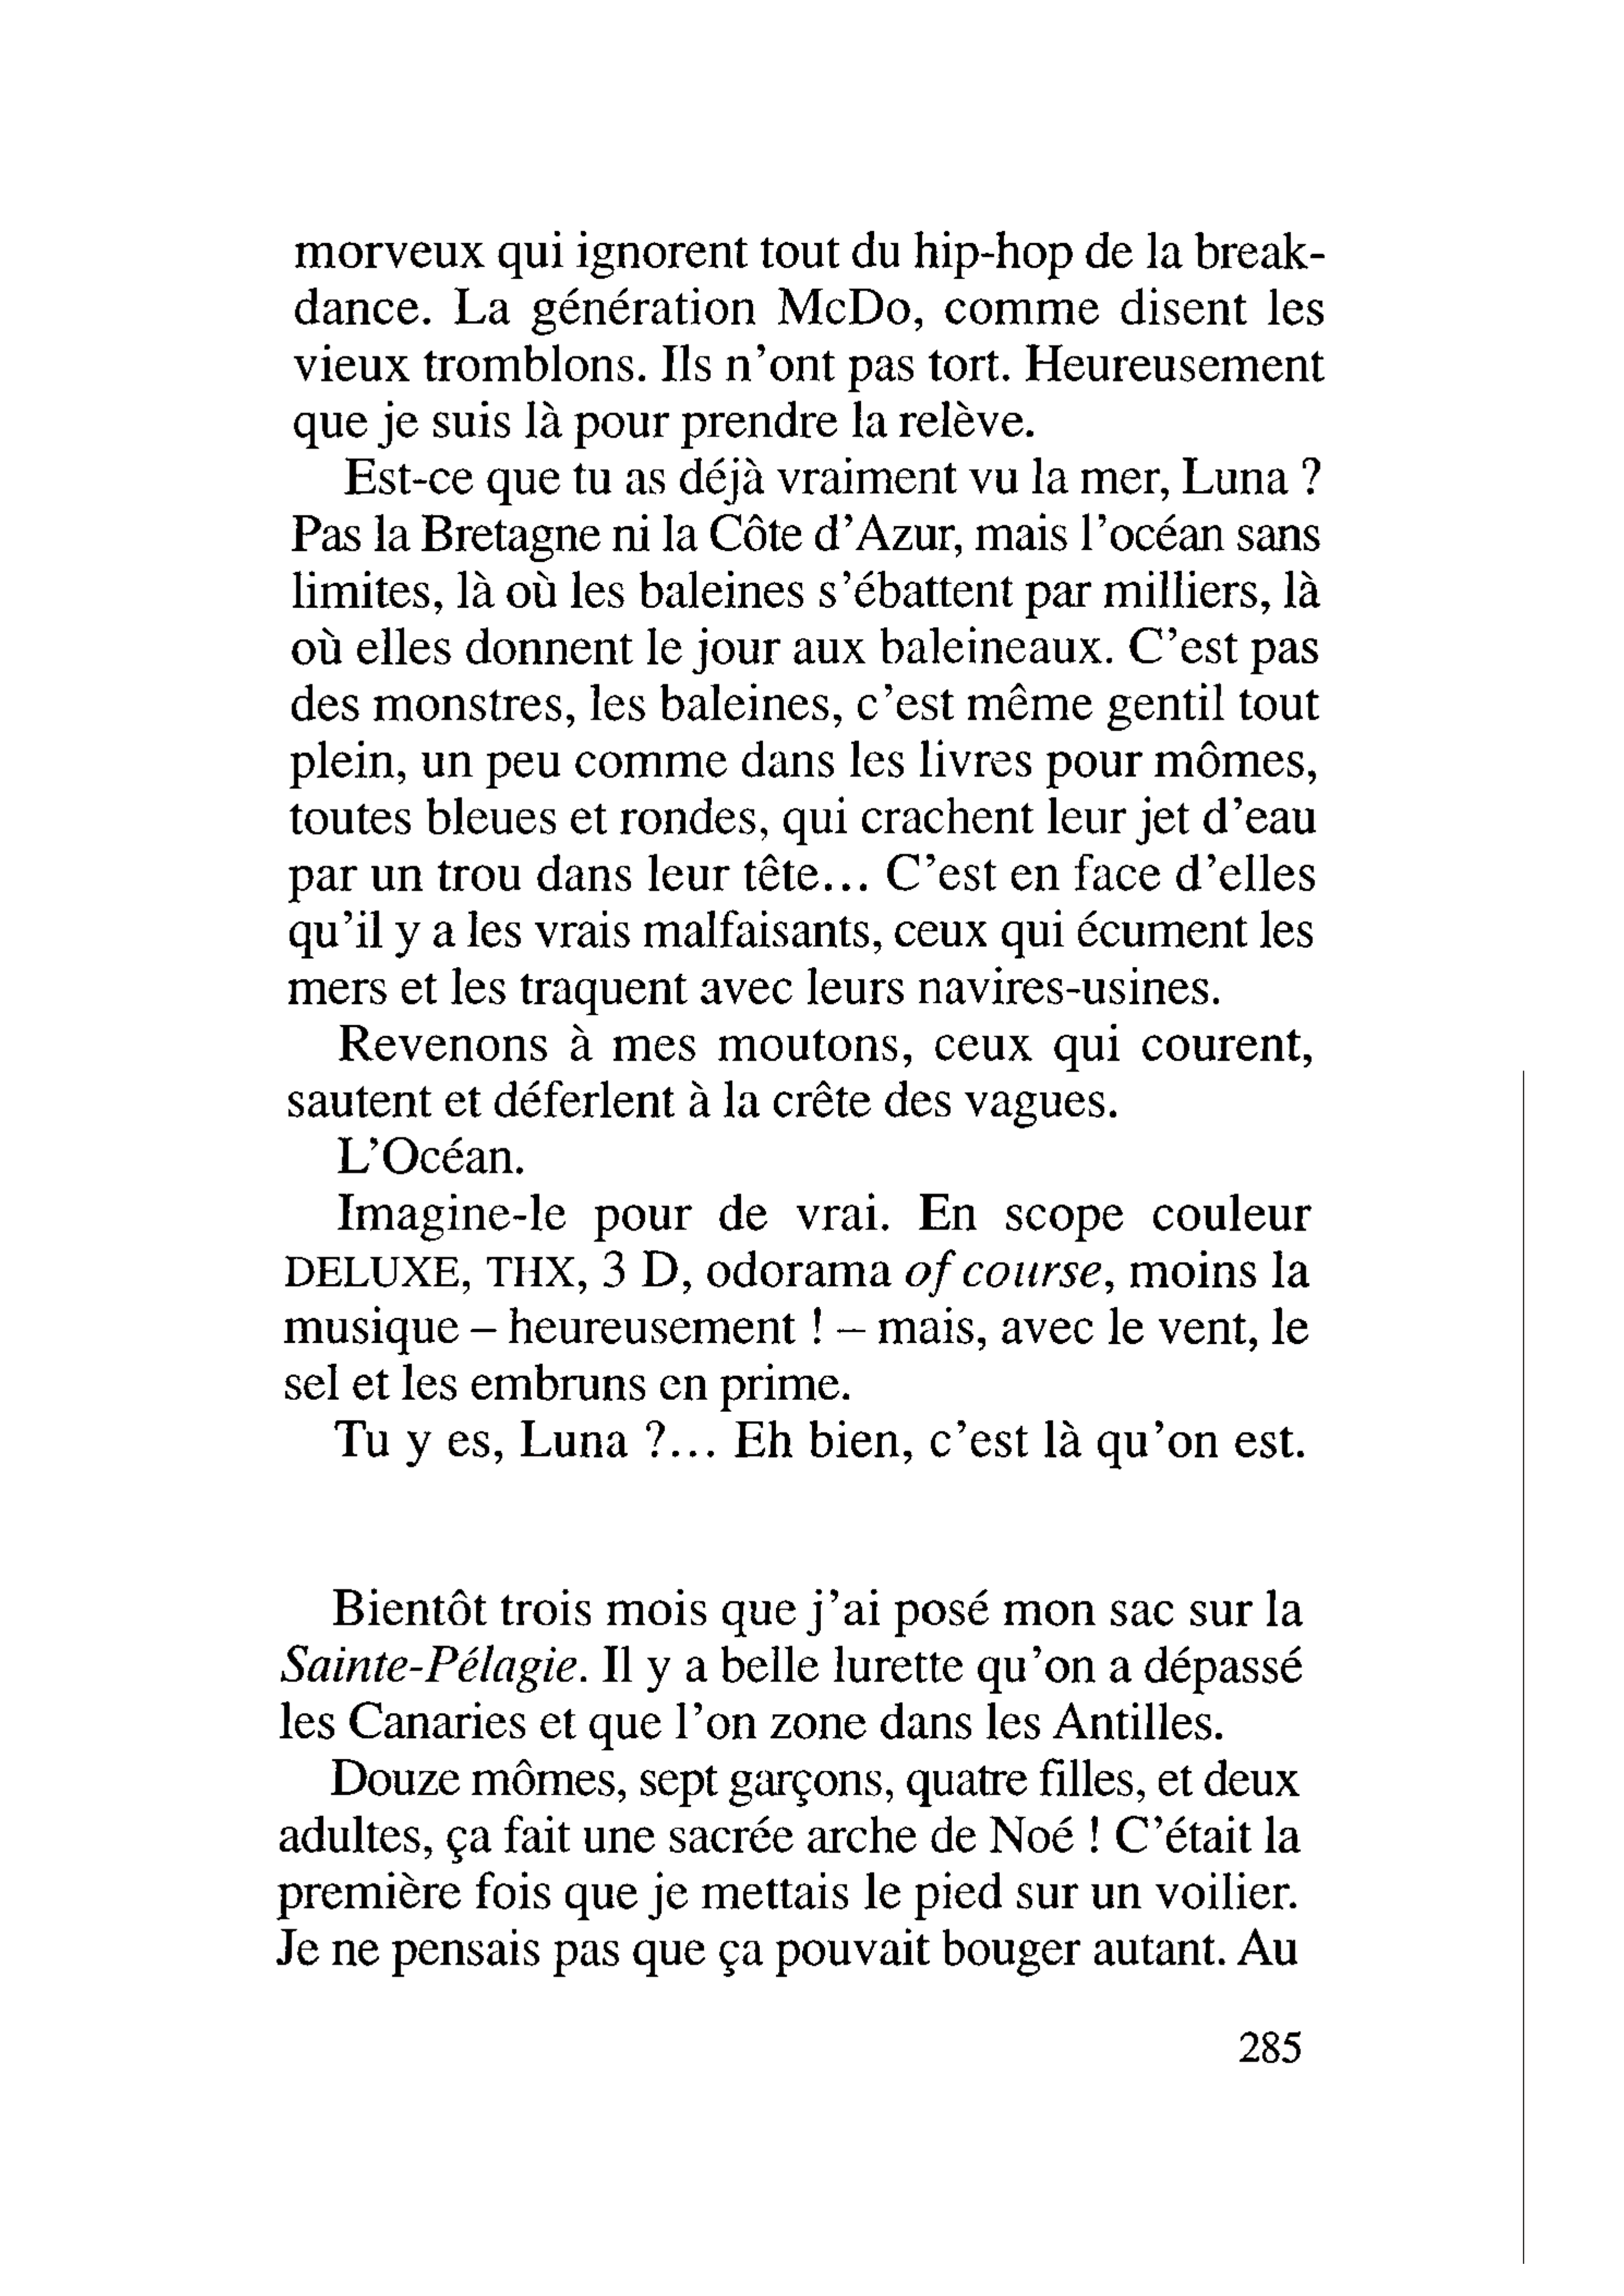 morveux qui ignorent tout du hip-hop de la break-
dance. La génération McDo, comme disent les
vieux tromblons. Ils n'ont pas tort. Heureusement
que je suis là pour prendre la relève.
Est-ce que tu as déjà vraiment vu la mer, Luna ?
Pas la Bretagne ni la Côte d'Azur, mais l'océan sans
limites, là où les baleines s'ébattent par milliers, là
où elles donnent le jour aux baleineaux. C'est pas
des monstres, les baleines, c'est même gentil tout
plein, un peu comme dans les livres pour mômes,
toutes bleues et rondes, qui crachent leur jet d'eau
par un trou dans leur tête... C'est en face d'elles
qu'il y a les vrais malfaisants, ceux qui écument les
mers et les traquent avec leurs navires-usines.
Revenons à mes moutons, ceux qui courent,
sautent et déferlent à la crête des vagues.
L'Océan.
Imagine-le pour de vrai. En scope couleur
DELUXE, THX, 3 D, odorama of course, moins la
musique – heureusement ! – mais, avec le vent, le
sel et les embruns en prime.
Tu y es, Luna ?... Eh bien, c'est là qu'on est.
Bientôt trois mois que j'ai posé mon sac sur la
Sainte-Pélagie. Il y a belle lurette qu'on a dépassé
les Canaries et que l'on zone dans les Antilles.
Douze mômes, sept garçons, quatre filles, et deux
adultes, ça fait une sacrée arche de Noé ! C'était la
première fois que je mettais le pied sur un voilier.
Je ne pensais pas que ça pouvait bouger autant. Au
285